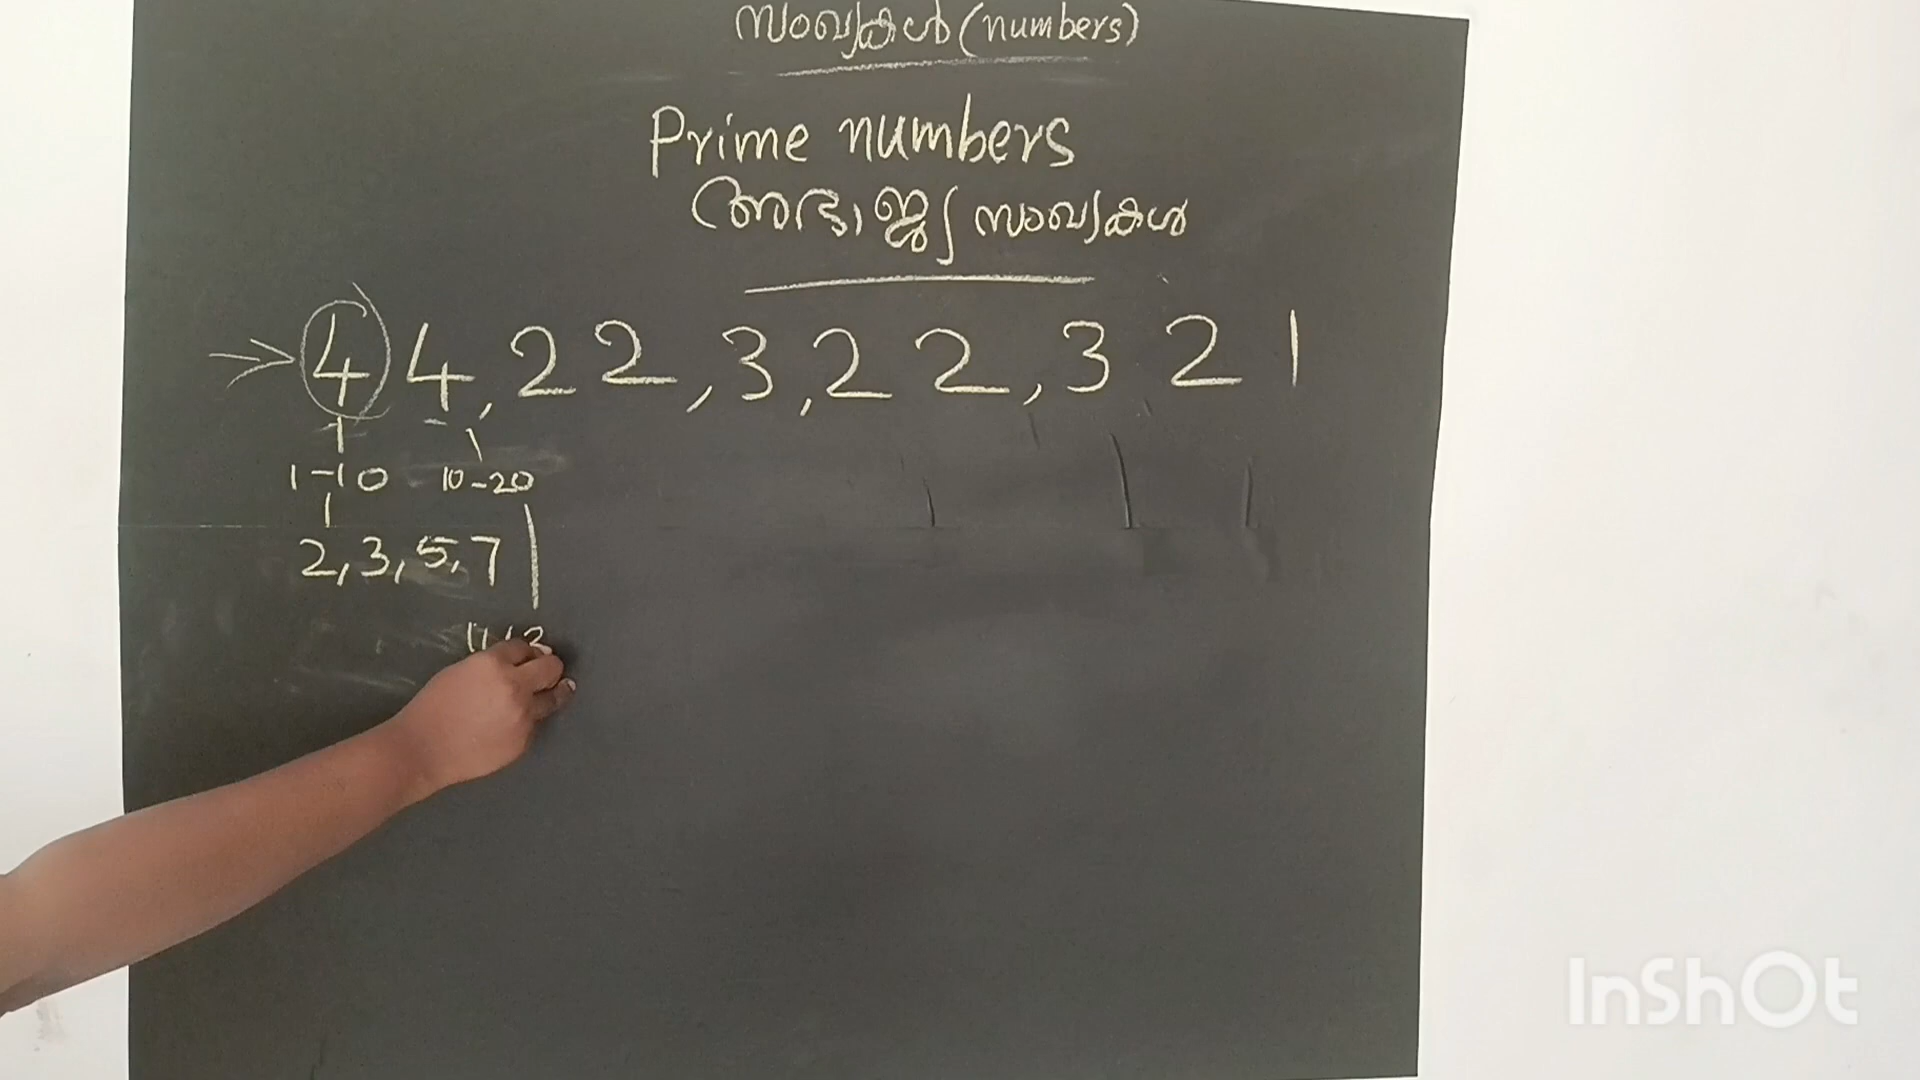 സംഖ്യകൾ (numbers)
Prime numbers
അഭാജ്യ സംഖ്യകൾ
4 4, 2 2, 3, 2 2, 3 2 1
1-10 10-20
2, 3, 5, 7
11, 13
InShOt